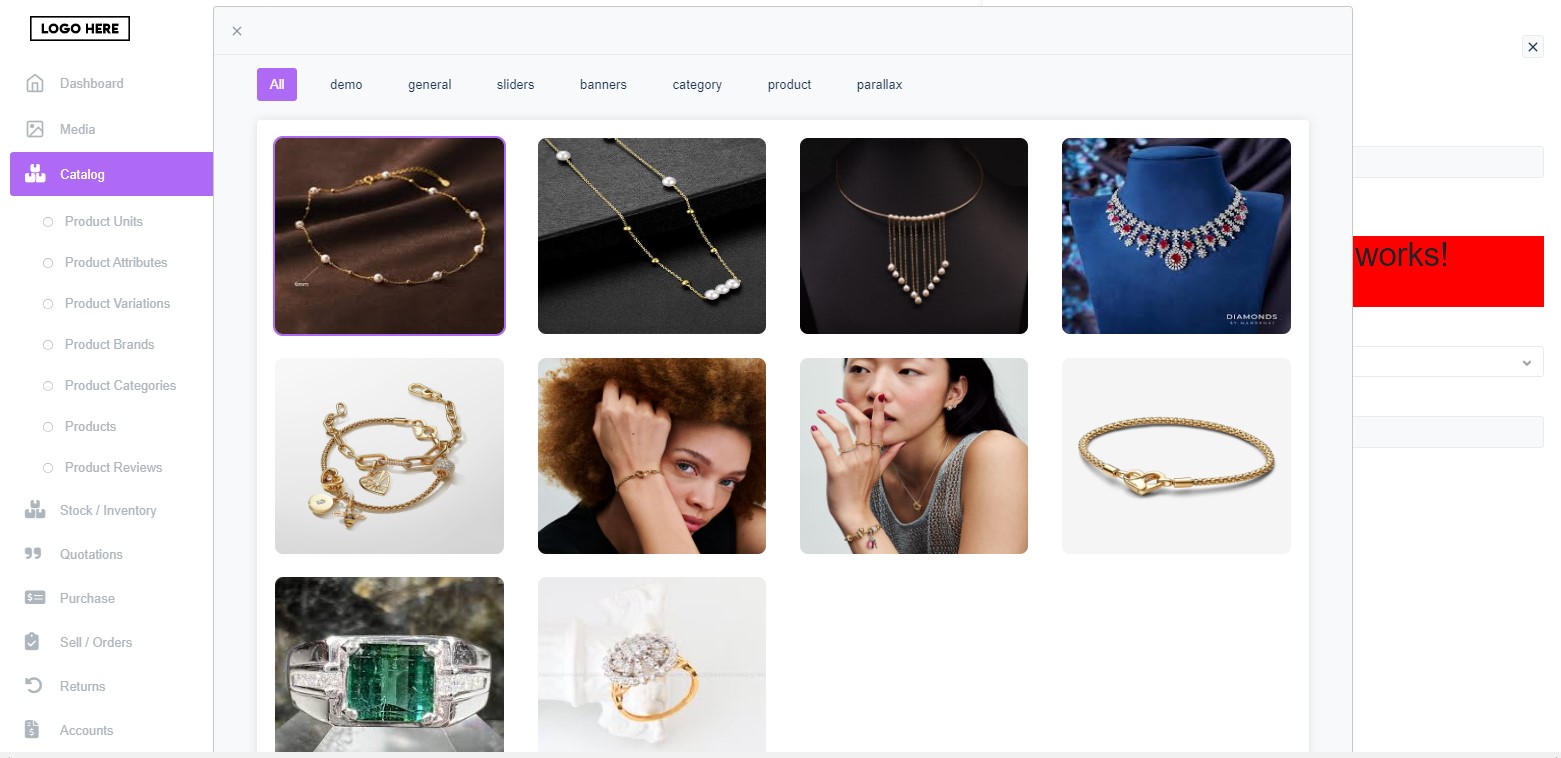 LOGO HERE
Dashboard
Media
Catalog
Product Units
Product Attributes
Product Variations
Product Brands
Product Categories
Products
Product Reviews
Stock / Inventory
Quotations
Purchase
Sell / Orders
Returns
Accounts
All
demo
general
sliders
banners
category
product
parallax
6mm
DIAMONDS
works!